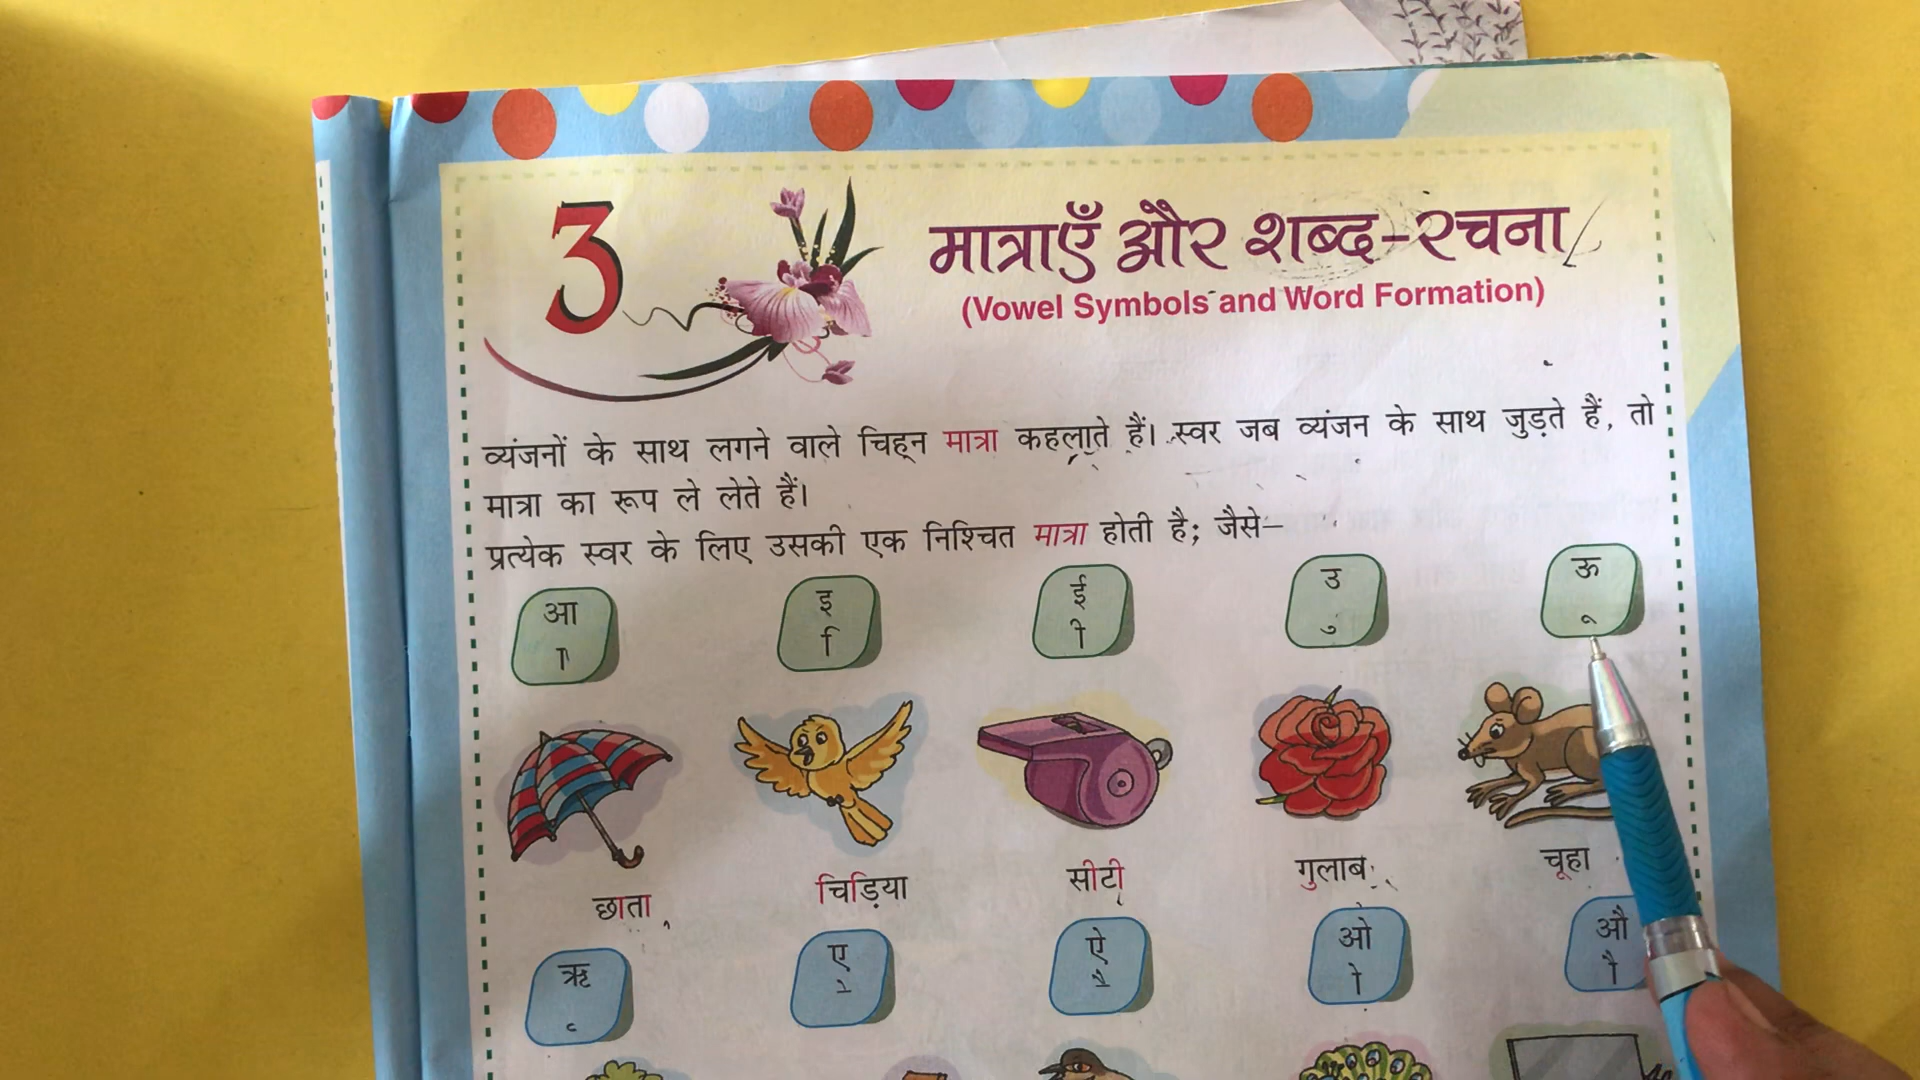 3
मात्राएँ और शब्द-रचना
(Vowel Symbols and Word Formation)
व्यंजनों के साथ लगने वाले चिह्न मात्रा कहलाते हैं। स्वर जब व्यंजन के साथ जुड़ते हैं, तो
मात्रा का रूप ले लेते हैं।
प्रत्येक स्वर के लिए उसकी एक निश्चित मात्रा होती है; जैसे–
आ इ ई उ ऊ
ा ि ी ु ू
छाता चिड़िया सीटी गुलाब चूहा
ऋ ए ऐ ओ औ
ृ े ै ो ौ